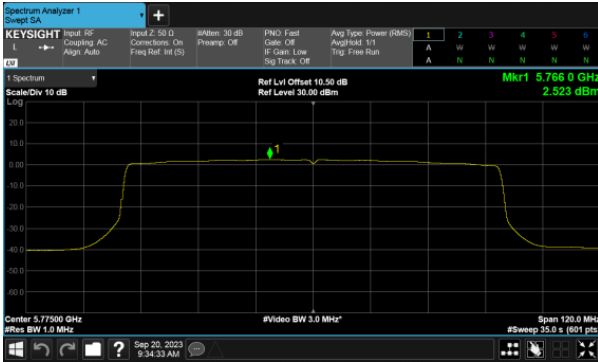 Spectrum Analyzer 1
Swept SA
+
KEYSIGHT Input: RF Input Z: 50 Ω #Atten: 30 dB PNO: Fast Avg Type: Power (RMS) 1 2 3 4 5 6
L Coupling: AC Corrections: On Preamp: Off Gate: Off Avg|Hold: 1/1 A W W W W W
Align: Auto Freq Ref: Int (S) IF Gain: Low Trig: Free Run A N N N N N
LXI Sig Track: Off
1 Spectrum Ref Lvl Offset 10.50 dB Mkr1 5.766 0 GHz
Scale/Div 10 dB Ref Level 30.00 dBm 2.523 dBm
Log
20.0
10.0
1
0.00
-10.0
-20.0
-30.0
-40.0
-50.0
-60.0
Center 5.77500 GHz #Video BW 3.0 MHz* Span 120.0 MHz
#Res BW 1.0 MHz #Sweep 35.0 s (601 pts)
? Sep 20, 2023
9:34:33 AM